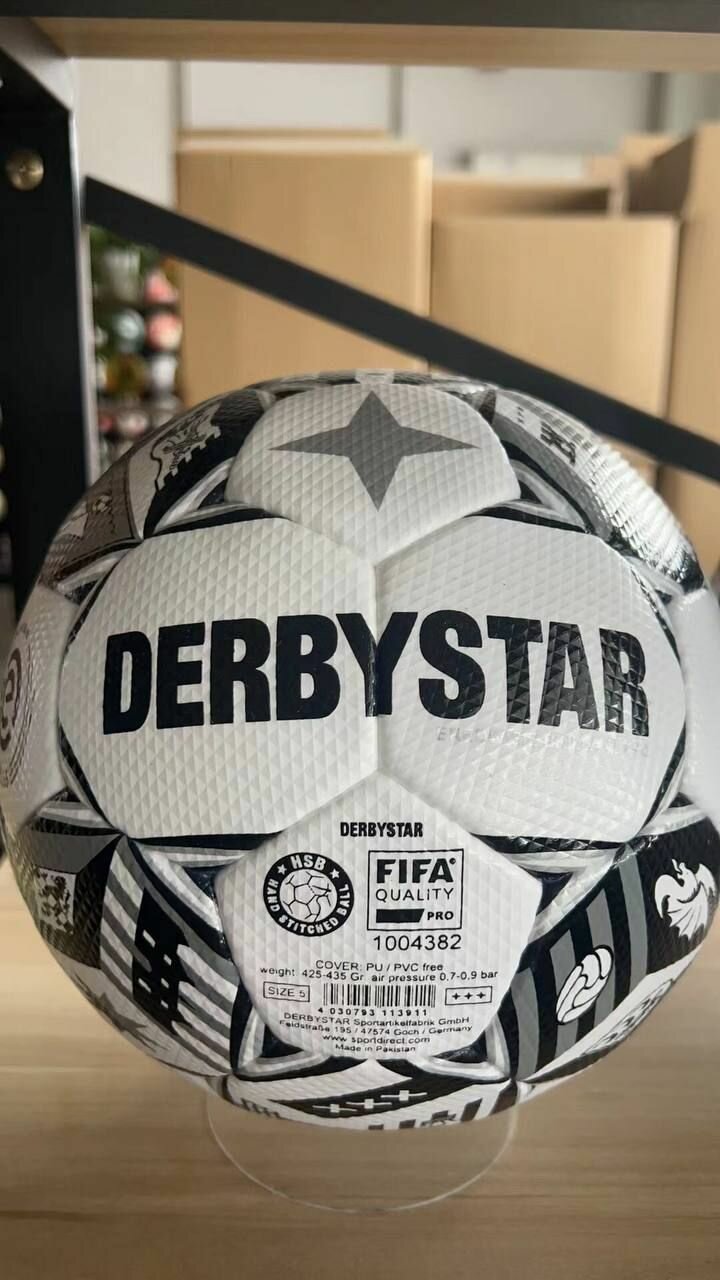 DERBYSTAR
DERBYSTAR
HSB
HAND STITCHED BALL
FIFA®
QUALITY
PRO
1004382
COVER: PU / PVC free
weight 425-435 Gr. air pressure 0.7-0.9 bar
SIZE 5
4 030793 113911
DERBYSTAR Sportartikelfabrik GmbH
Feldstraße 195 / 47574 Goch / Germany
www.sportdirect.com
Made in Pakistan